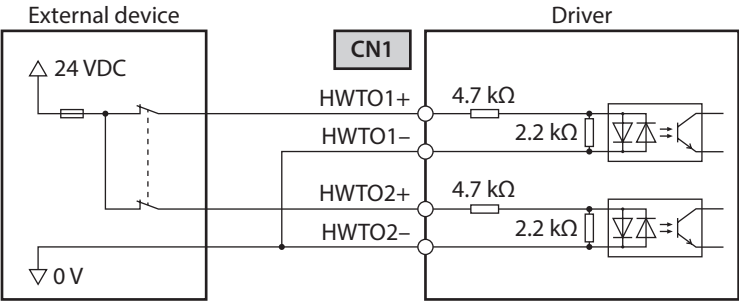 External device
Driver
CN1
24 VDC
HWTO1+
4.7 kΩ
HWTO1–
2.2 kΩ
HWTO2+
4.7 kΩ
HWTO2–
2.2 kΩ
0 V